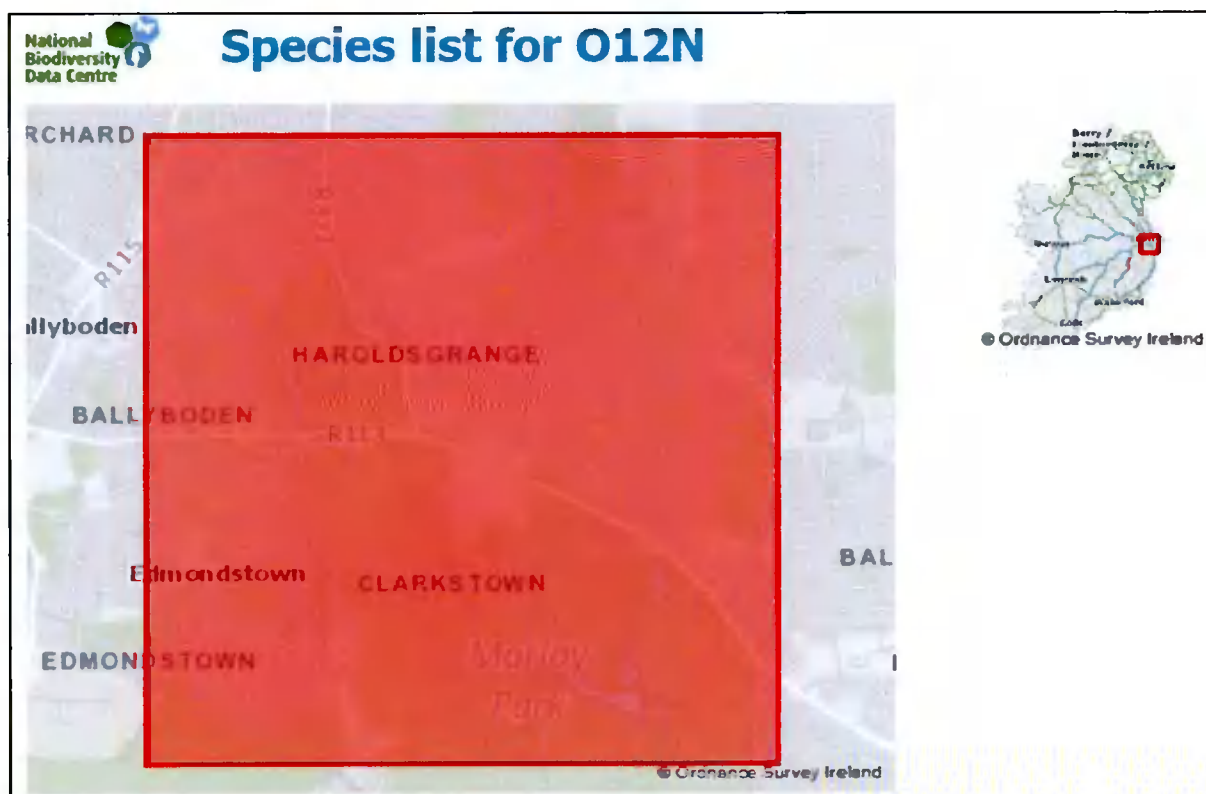 National
Biodiversity
Data Centre
Species list for O12N
RCHARD
R115
llyboden
HAROLDSGRANGE
BALLYBODEN
R113
Edmondstown
CLARKSTOWN
BAL
EDMONDSTOWN
Marlay
Park
© Ordnance Survey Ireland
© Ordnance Survey Ireland